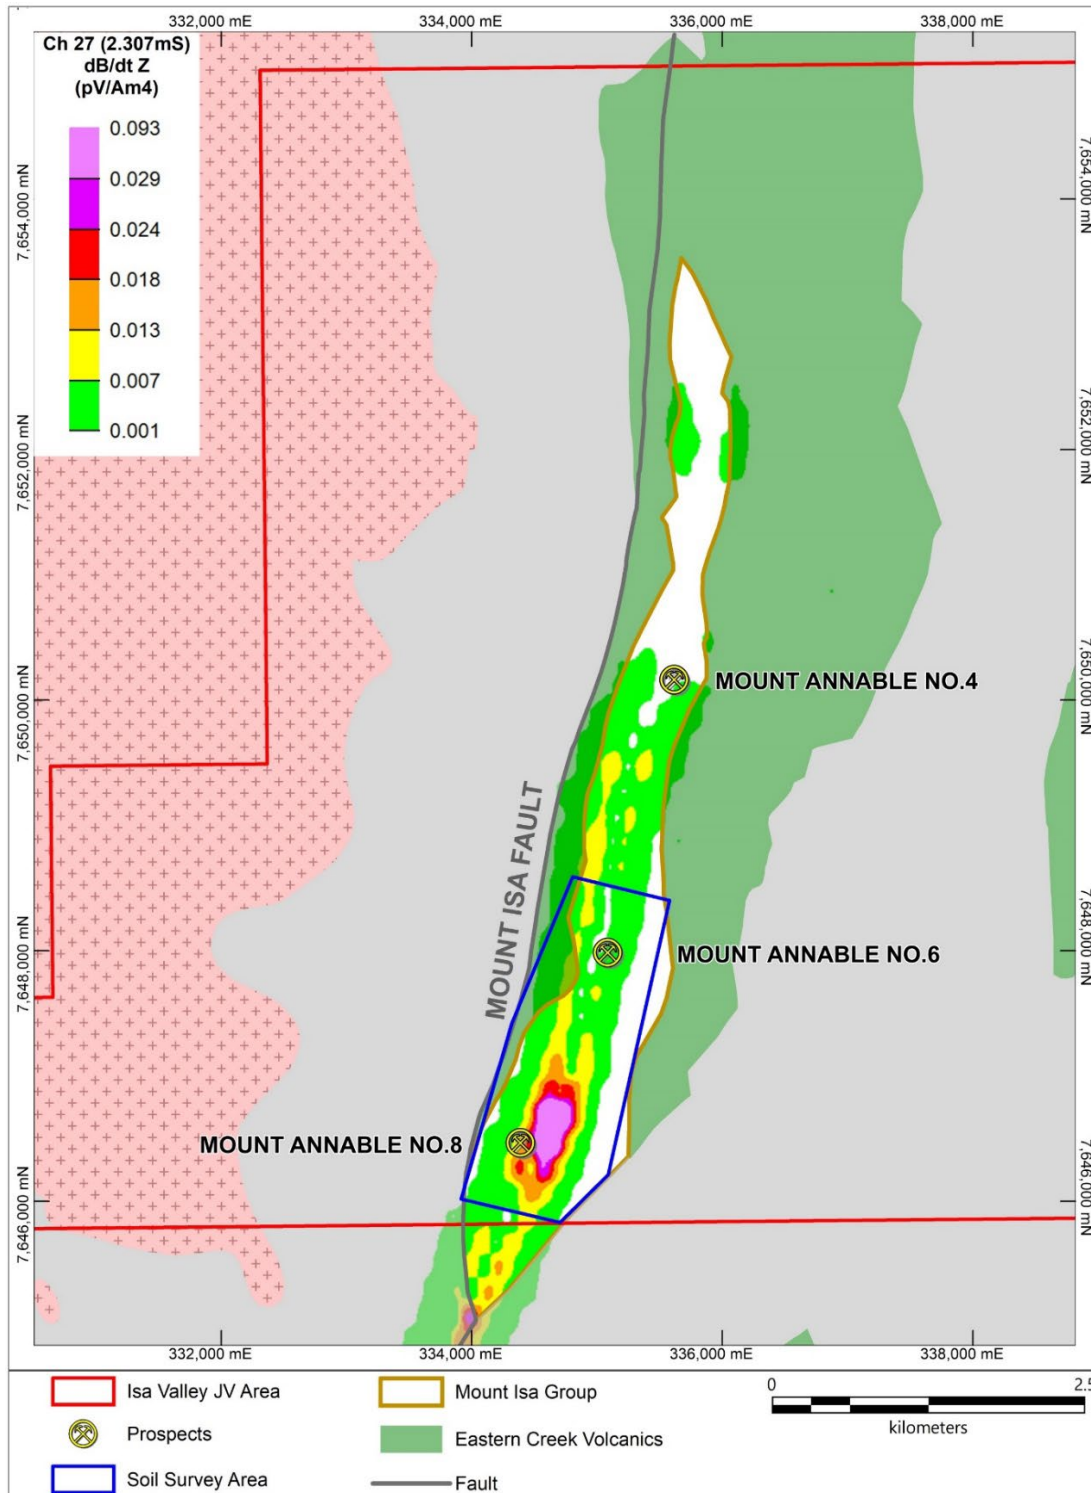 332,000 mE
334,000 mE
336,000 mE
338,000 mE
Ch 27 (2.307mS)
dB/dt Z
(pV/Am4)
0.093
0.029
0.024
0.018
0.013
0.007
0.001
7,654,000 mN
7,654,000 mN
7,652,000 mN
7,652,000 mN
7,650,000 mN
7,650,000 mN
7,648,000 mN
7,648,000 mN
7,646,000 mN
7,646,000 mN
MOUNT ANNABLE NO.4
MOUNT ISA FAULT
MOUNT ANNABLE NO.6
MOUNT ANNABLE NO.8
332,000 mE
334,000 mE
336,000 mE
338,000 mE
Isa Valley JV Area
Mount Isa Group
0
2.5
kilometers
Prospects
Eastern Creek Volcanics
Soil Survey Area
Fault